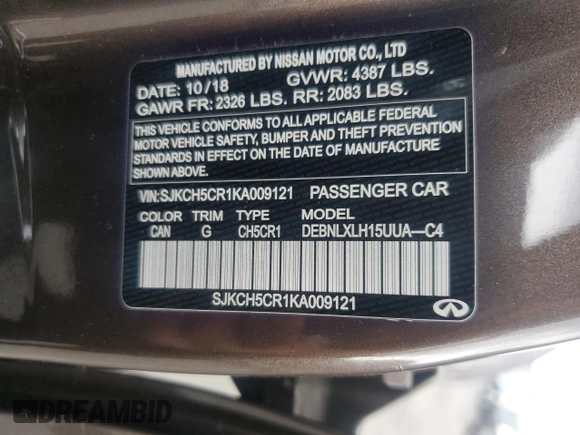 MANUFACTURED BY NISSAN MOTOR CO., LTD
DATE: 10/18 GVWR: 4387 LBS.
GAWR FR: 2326 LBS. RR: 2083 LBS.
THIS VEHICLE CONFORMS TO ALL APPLICABLE FEDERAL
MOTOR VEHICLE SAFETY, BUMPER AND THEFT PREVENTION
STANDARDS IN EFFECT ON THE DATE OF MANUFACTURE
SHOWN ABOVE.
VIN:SJKCH5CR1KA009121 PASSENGER CAR
COLOR TRIM TYPE MODEL
CAN G CH5CR1 DEBNLXLH15UUA—C4
SJKCH5CR1KA009121
DREAMBID